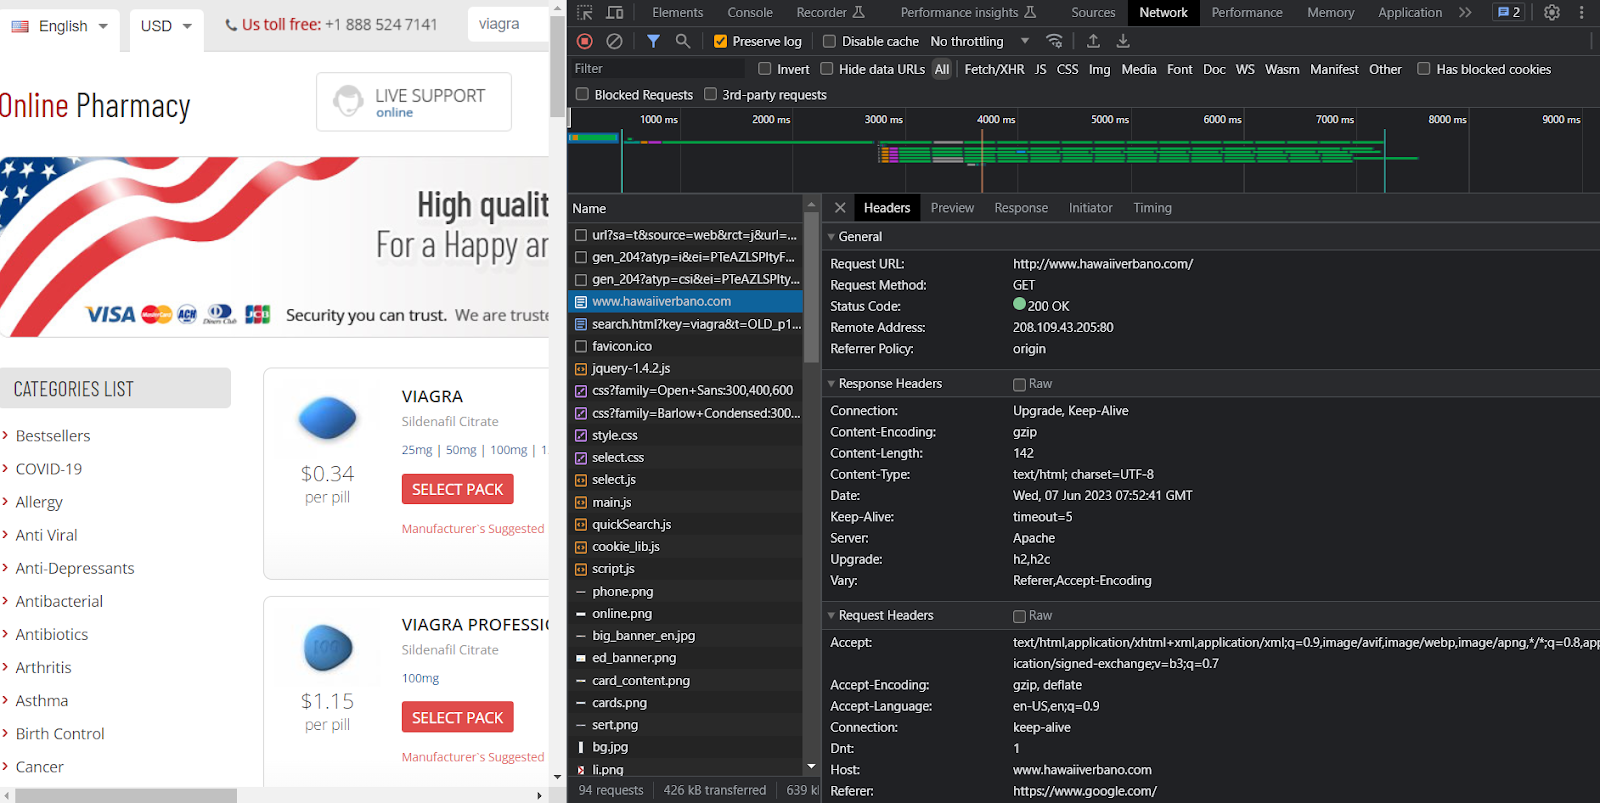 English
USD
Us toll free: +1 888 524 7141
viagra
Online Pharmacy
LIVE SUPPORT
online
High qualit
For a Happy an
VISA MasterCard ACH Diners Club JCB
Security you can trust. We are truste
CATEGORIES LIST
Bestsellers
COVID-19
Allergy
Anti Viral
Anti-Depressants
Antibacterial
Antibiotics
Arthritis
Asthma
Birth Control
Cancer
VIAGRA
Sildenafil Citrate
25mg | 50mg | 100mg | 1
$0.34
per pill
SELECT PACK
Manufacturer`s Suggested
VIAGRA PROFESSIO
Sildenafil Citrate
100mg
$1.15
per pill
SELECT PACK
Manufacturer`s Suggested
Elements Console Recorder Performance insights Sources Network Performance Memory Application 2
Preserve log Disable cache No throttling
Filter Invert Hide data URLs All Fetch/XHR JS CSS Img Media Font Doc WS Wasm Manifest Other Has blocked cookies
Blocked Requests 3rd-party requests
1000 ms 2000 ms 3000 ms 4000 ms 5000 ms 6000 ms 7000 ms 8000 ms 9000 ms
Name
url?sa=t&source=web&rct=j&url=...
gen_204?atyp=i&ei=PTeAZLSPItyF...
gen_204?atyp=csi&ei=PTeAZLSPIty...
www.hawaiiverbano.com
search.html?key=viagra&t=OLD_p1...
favicon.ico
jquery-1.4.2.js
css?family=Open+Sans:300,400,600
css?family=Barlow+Condensed:300...
style.css
select.css
select.js
main.js
quickSearch.js
cookie_lib.js
script.js
phone.png
online.png
big_banner_en.jpg
ed_banner.png
card_content.png
cards.png
sert.png
bg.jpg
li.png
94 requests 426 kB transferred 639 k
Headers Preview Response Initiator Timing
General
Request URL: http://www.hawaiiverbano.com/
Request Method: GET
Status Code: 200 OK
Remote Address: 208.109.43.205:80
Referrer Policy: origin
Response Headers Raw
Connection: Upgrade, Keep-Alive
Content-Encoding: gzip
Content-Length: 142
Content-Type: text/html; charset=UTF-8
Date: Wed, 07 Jun 2023 07:52:41 GMT
Keep-Alive: timeout=5
Server: Apache
Upgrade: h2,h2c
Vary: Referer,Accept-Encoding
Request Headers Raw
Accept: text/html,application/xhtml+xml,application/xml;q=0.9,image/avif,image/webp,image/apng,*/*;q=0.8,app
ication/signed-exchange;v=b3;q=0.7
Accept-Encoding: gzip, deflate
Accept-Language: en-US,en;q=0.9
Connection: keep-alive
Dnt: 1
Host: www.hawaiiverbano.com
Referer: https://www.google.com/